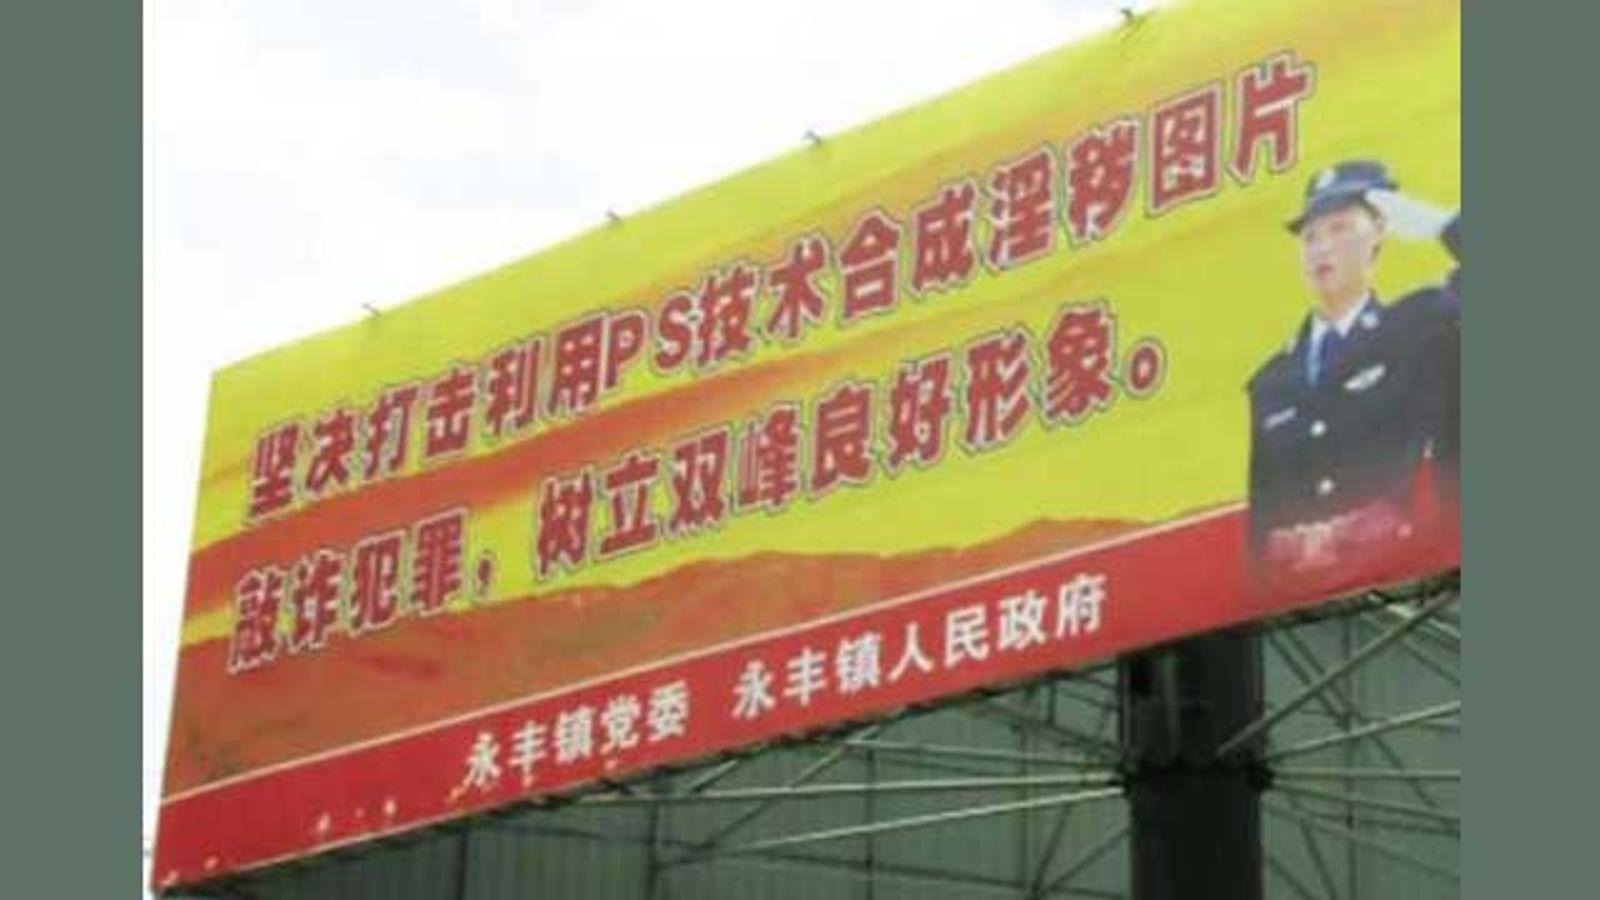 坚决打击利用PS技术合成淫秽图片
敲诈犯罪，树立双峰良好形象。
永丰镇党委 永丰镇人民政府